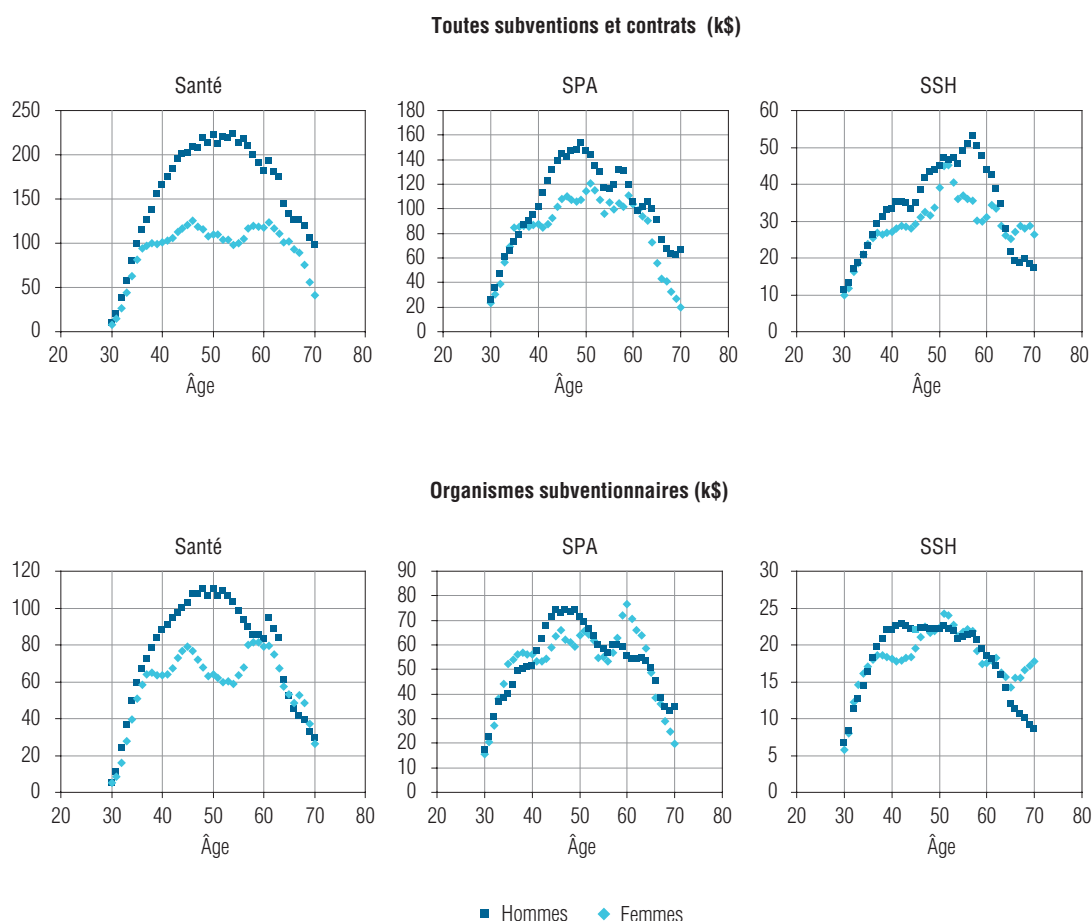 Toutes subventions et contrats (k$)
Santé
SPA
SSH
250
200
150
100
50
0
20 30 40 50 60 70 80
Âge
180
160
140
120
100
80
60
40
20
0
20 30 40 50 60 70 80
Âge
60
50
40
30
20
10
0
20 30 40 50 60 70 80
Âge
Organismes subventionnaires (k$)
Santé
SPA
SSH
120
100
80
60
40
20
0
20 30 40 50 60 70 80
Âge
90
80
70
60
50
40
30
20
10
0
20 30 40 50 60 70 80
Âge
30
25
20
15
10
5
0
20 30 40 50 60 70 80
Âge
Hommes Femmes